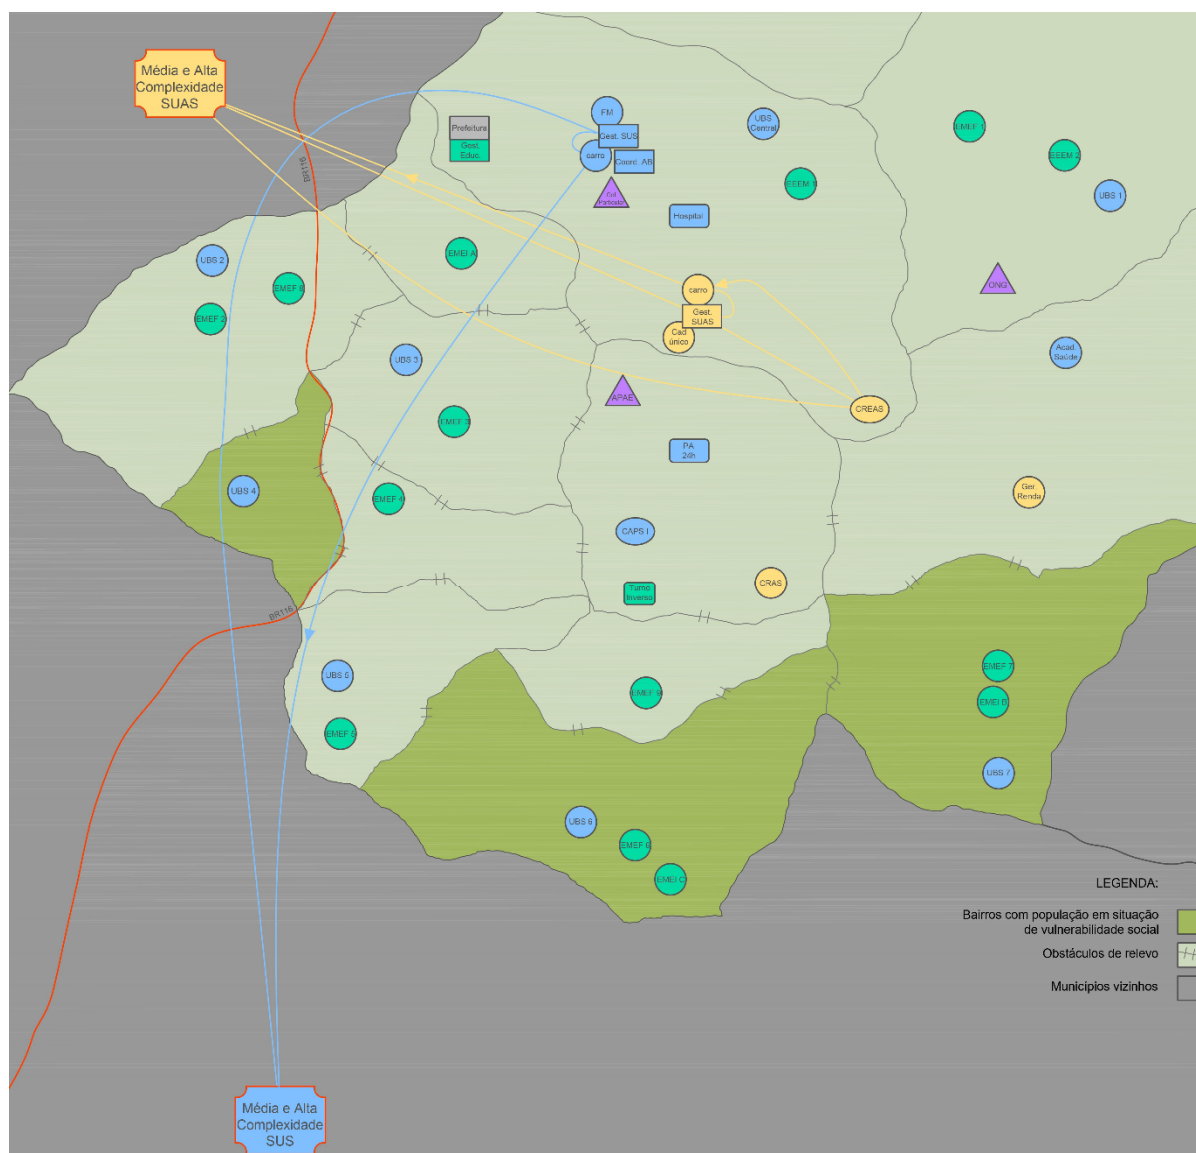 Média e Alta
Complexidade
SUAS
BR116
Prefeitura
Gest.
Educ.
FM
Gest. SUS
carro
Coord. AB
UBS
Central
EMEF 1
EEEM 2
UBS 1
EEEM 1
Hospital
EMEI A
UBS 2
EMEF 8
EMEF 2
carro
Gest.
SUAS
Cad
único
ONG
Acad.
Saúde
UBS 3
APAE
CREAS
EMEF 3
PA
24h
UBS 4
EMEF 4
Ger.
Renda
CAPS I
CRAS
Turno
Inverso
BR116
UBS 5
EMEF 5
EMEF 9
EMEF 7
EMEI B
UBS 7
UBS 6
EMEF 6
EMEI C
LEGENDA:
Bairros com população em situação
de vulnerabilidade social
Obstáculos de relevo
Municipios vizinhos
Média e Alta
Complexidade
SUS